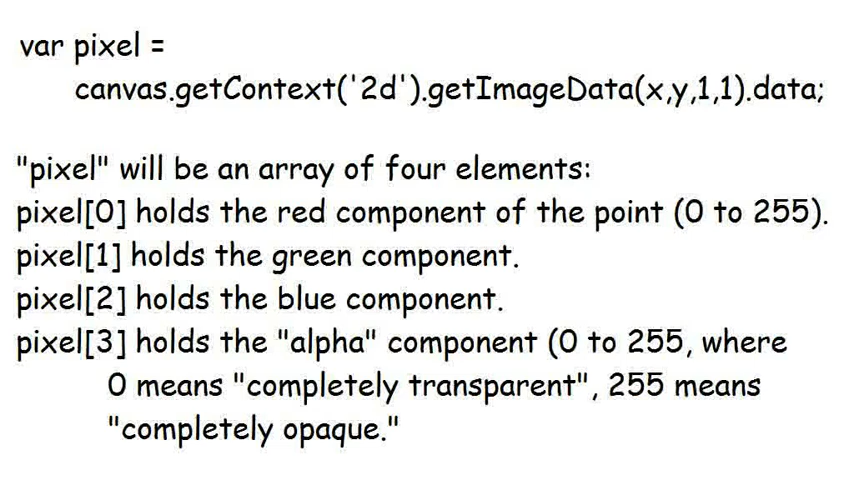 var pixel =
canvas.getContext('2d').getImageData(x,y,1,1).data;
"pixel" will be an array of four elements:
pixel[0] holds the red component of the point (0 to 255).
pixel[1] holds the green component.
pixel[2] holds the blue component.
pixel[3] holds the "alpha" component (0 to 255, where
0 means "completely transparent", 255 means
"completely opaque."